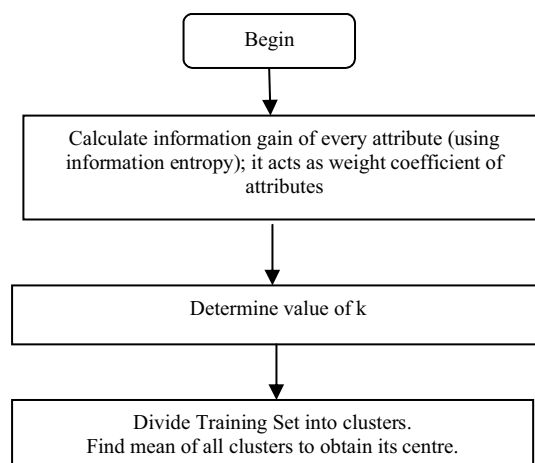 Begin
Calculate information gain of every attribute (using
information entropy); it acts as weight coefficient of
attributes
Determine value of k
Divide Training Set into clusters.
Find mean of all clusters to obtain its centre.